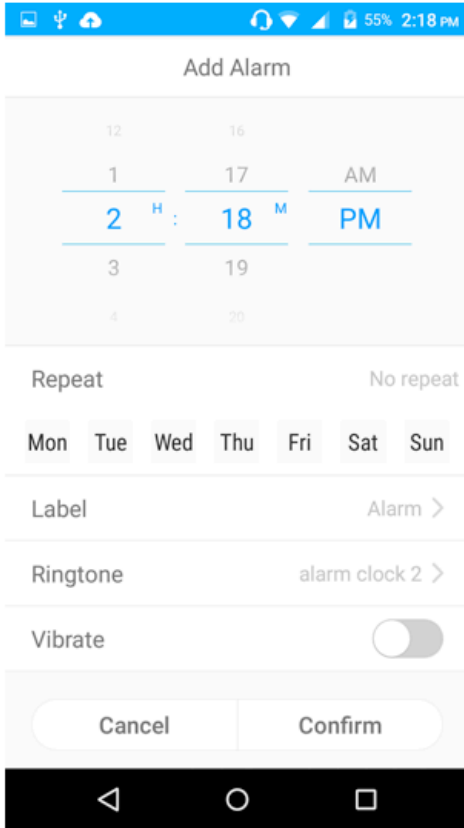 55% 2:18 PM
Add Alarm
12 16
1 17 AM
2 H : 18 M PM
3 19
4 20
Repeat No repeat
Mon Tue Wed Thu Fri Sat Sun
Label Alarm >
Ringtone alarm clock 2 >
Vibrate
Cancel Confirm